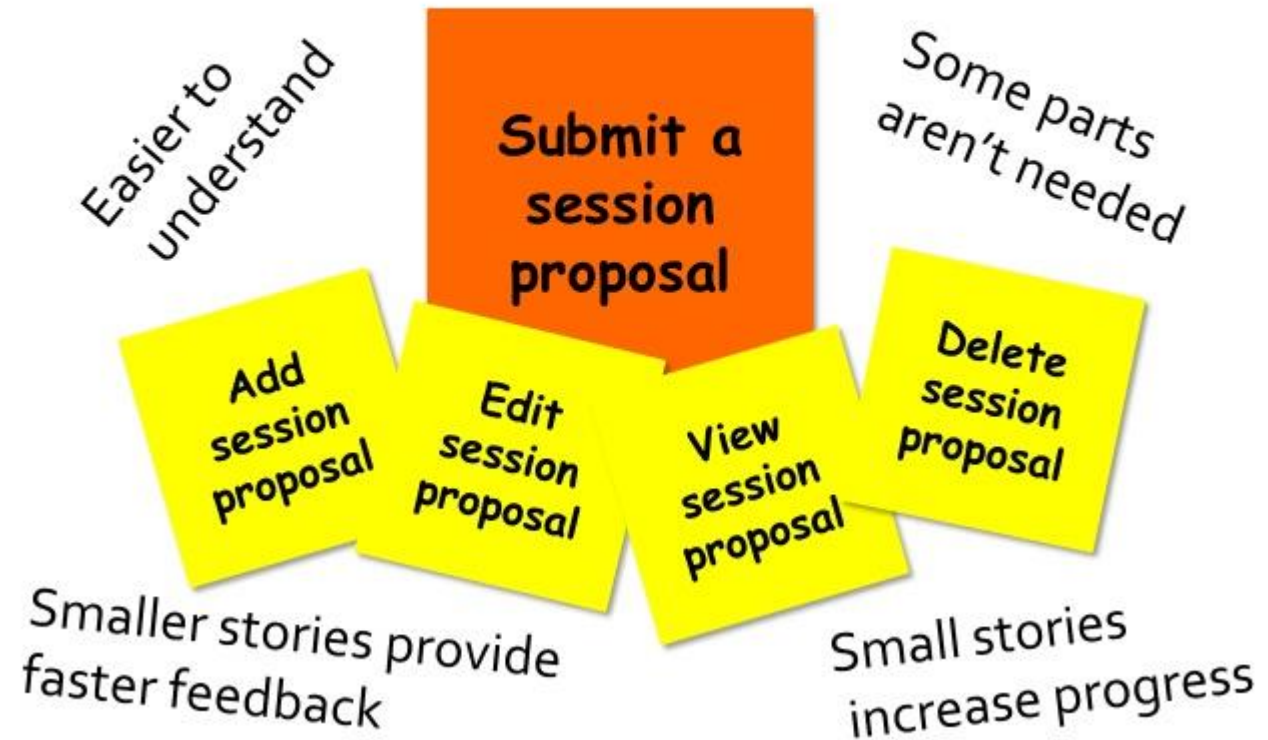 Easier to
understand
Submit a
session
proposal
Some parts
aren't needed
Add
session
proposal
Edit
session
proposal
View
session
proposal
Delete
session
proposal
Smaller stories provide
faster feedback
Small stories
increase progress